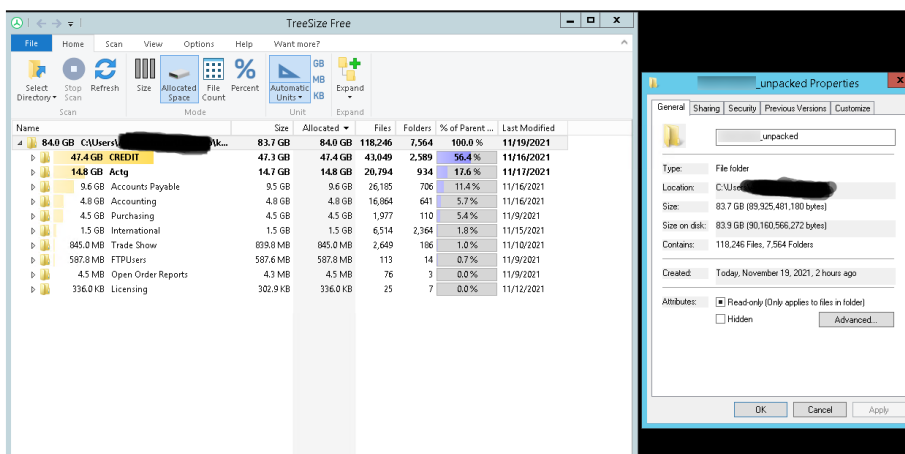 TreeSize Free
File Home Scan View Options Help Want more?
Select Directory Stop Scan Refresh Size Allocated Space File Count Percent Automatic Units GB MB KB Expand
Scan Mode Unit Expand
Name Size Allocated Files Folders % of Parent ... Last Modified
84.0 GB C:\Users\ \k... 83.7 GB 84.0 GB 118,246 7,564 100.0 % 11/19/2021
47.4 GB CREDIT 47.3 GB 47.4 GB 43,049 2,589 56.4 % 11/16/2021
14.8 GB Actg 14.7 GB 14.8 GB 20,794 934 17.6 % 11/17/2021
9.6 GB Accounts Payable 9.5 GB 9.6 GB 26,185 706 11.4 % 11/16/2021
4.8 GB Accounting 4.8 GB 4.8 GB 16,864 641 5.7 % 11/16/2021
4.5 GB Purchasing 4.5 GB 4.5 GB 1,977 110 5.4 % 11/9/2021
1.5 GB International 1.5 GB 1.5 GB 6,514 2,364 1.8 % 11/15/2021
845.0 MB Trade Show 839.8 MB 845.0 MB 2,649 186 1.0 % 11/10/2021
587.8 MB FTPUsers 587.6 MB 587.8 MB 113 14 0.7 % 11/9/2021
4.5 MB Open Order Reports 4.3 MB 4.5 MB 76 3 0.0 % 11/9/2021
336.0 KB Licensing 302.9 KB 336.0 KB 25 7 0.0 % 11/12/2021
_unpacked Properties
General Sharing Security Previous Versions Customize
_unpacked
Type: File folder
Location: C:\Use
Size: 83.7 GB (89,925,481,180 bytes)
Size on disk: 83.9 GB (90,160,566,272 bytes)
Contains: 118,246 Files, 7,564 Folders
Created: Today, November 19, 2021, 2 hours ago
Attributes: Read-only (Only applies to files in folder)
Hidden Advanced...
OK Cancel Apply